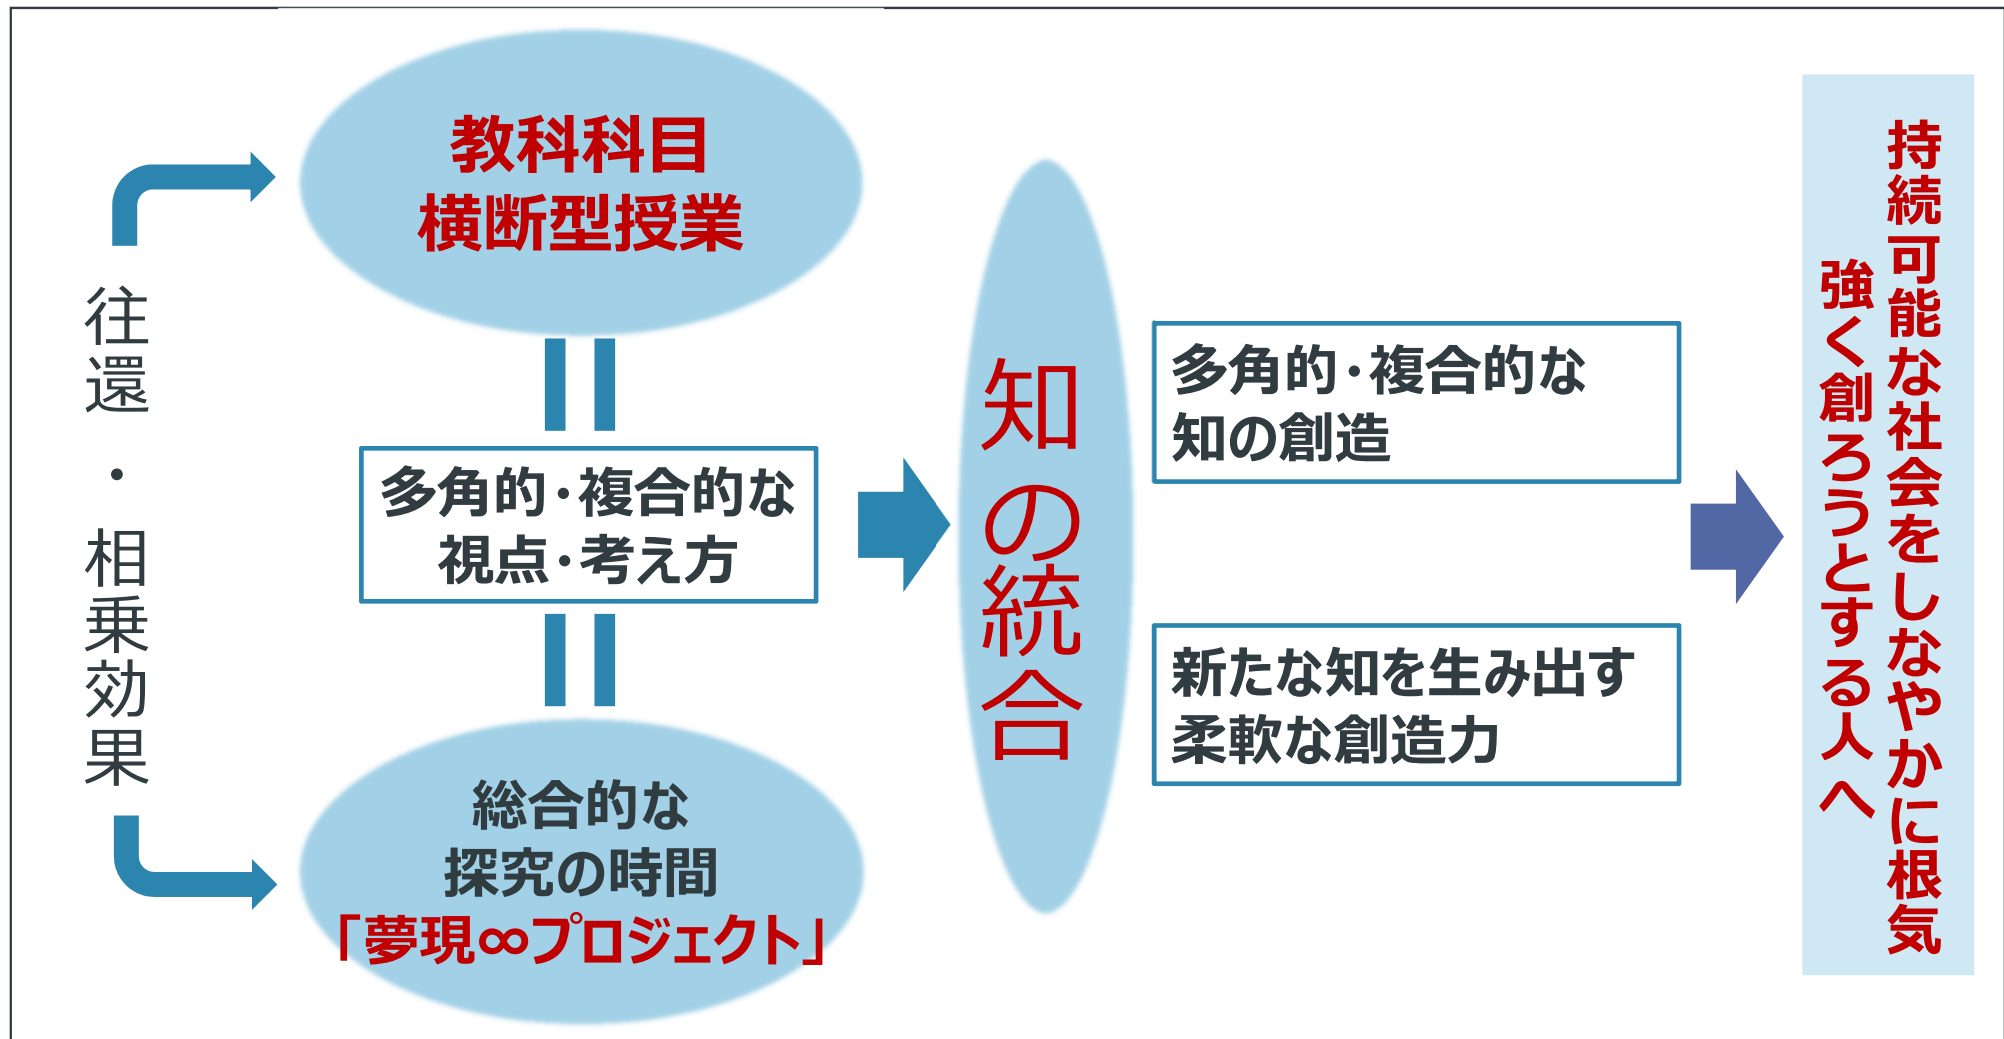 教科科目
横断型授業
往還・相乗効果
多角的・複合的な
視点・考え方
総合的な
探究の時間
「夢現∞プロジェクト」
知の統合
多角的・複合的な
知の創造
新たな知を生み出す
柔軟な創造力
持続可能な社会をしなやかに根気
強く創ろうとする人へ